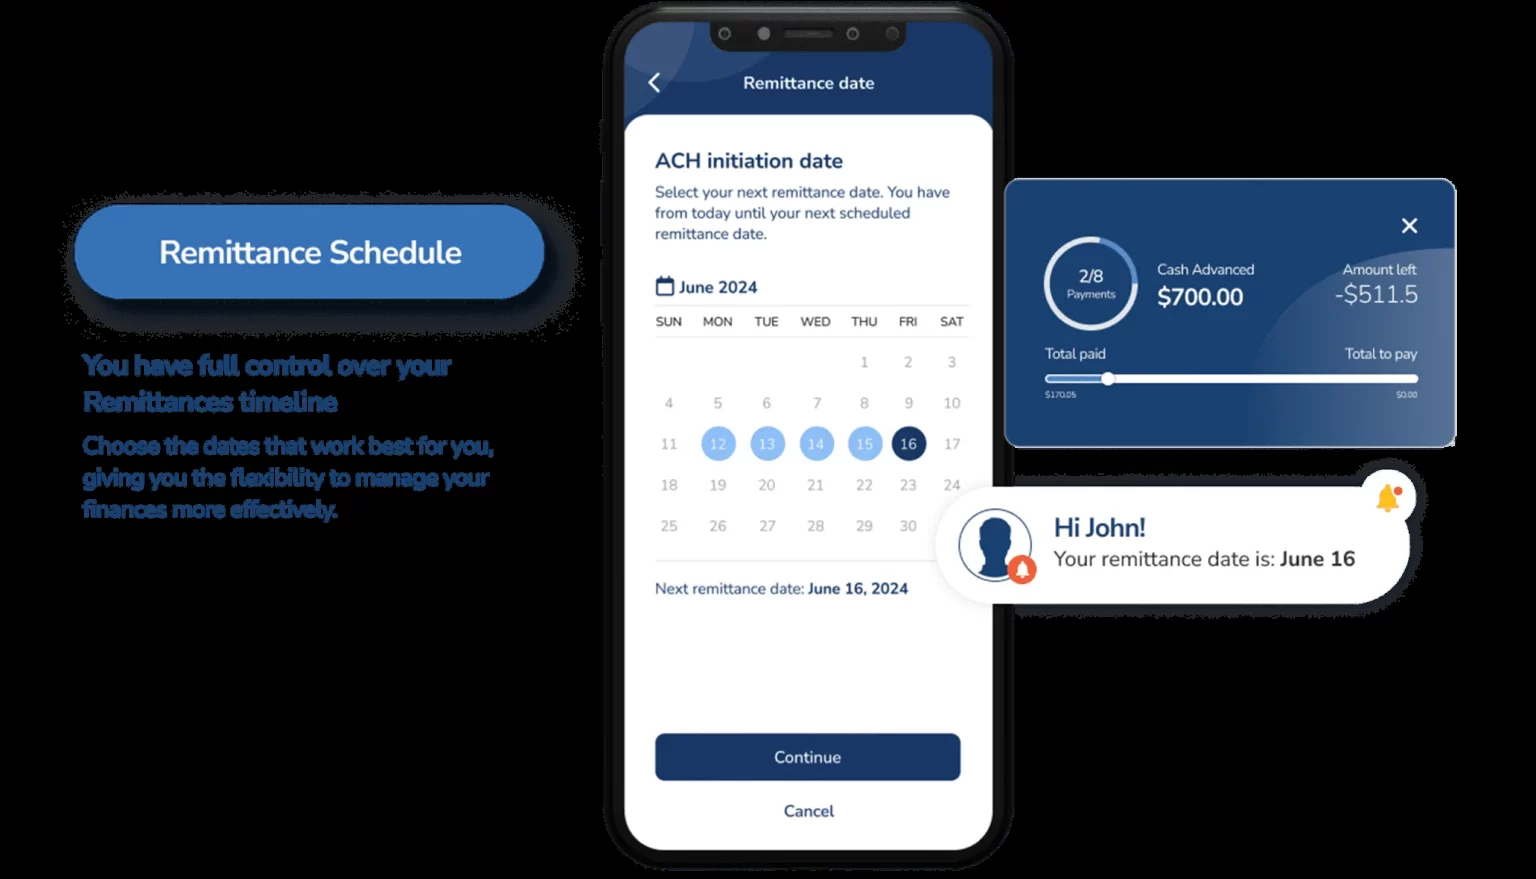 Remittance Schedule
You have full control over your
Remittances timeline
Choose the dates that work best for you,
giving you the flexibility to manage your
finances more effectively.
Remittance date
ACH initiation date
Select your next remittance date. You have
from today until your next scheduled
remittance date.
June 2024
SUN MON TUE WED THU FRI SAT
1 2 3
4 5 6 7 8 9 10
11 12 13 14 15 16 17
18 19 20 21 22 23 24
25 26 27 28 29 30
Next remittance date: June 16, 2024
Continue
Cancel
2/8
Payments
Cash Advanced
$700.00
Amount left
-$511.5
Total paid
Total to pay
$170.05
$0.00
Hi John!
Your remittance date is: June 16